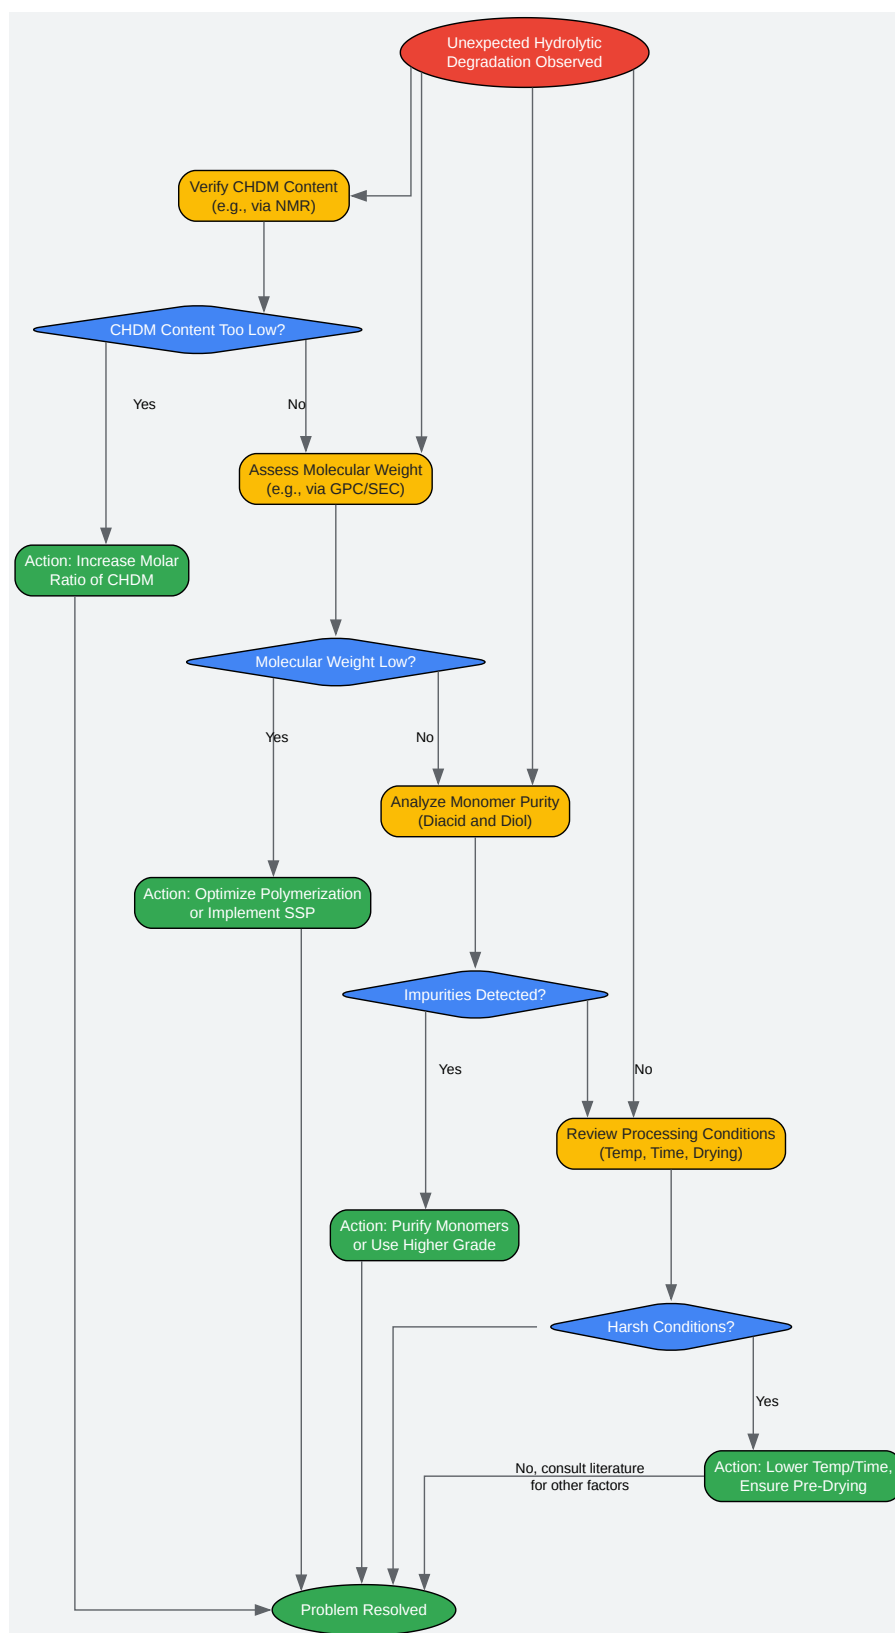 Unexpected Hydrolytic
Degradation Observed
Verify CHDM Content
(e.g., via NMR)
CHDM Content Too Low?
Yes
No
Assess Molecular Weight
(e.g., via GPC/SEC)
Action: Increase Molar
Ratio of CHDM
Molecular Weight Low?
Yes
No
Analyze Monomer Purity
(Diacid and Diol)
Action: Optimize Polymerization
or Implement SSP
Impurities Detected?
Yes
No
Review Processing Conditions
(Temp, Time, Drying)
Action: Purify Monomers
or Use Higher Grade
Harsh Conditions?
Yes
Action: Lower Temp/Time,
Ensure Pre-Drying
No, consult literature
for other factors
Problem Resolved